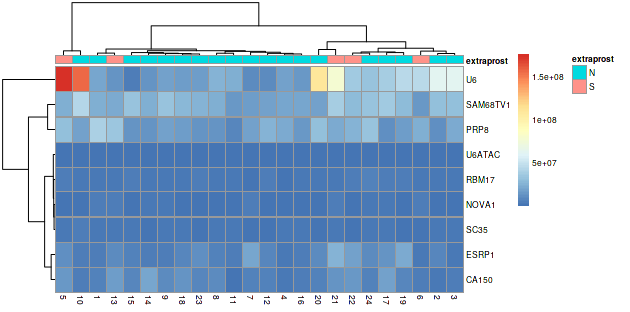 extraprost
U6
SAM68TV1
PRP8
U6ATAC
RBM17
NOVA1
SC35
ESRP1
CA150
5 10 1 13 15 14 9 18 23 8 11 7 12 4 16 20 21 22 24 17 19 6 2 3
1.5e+08
1e+08
5e+07
extraprost
N
S